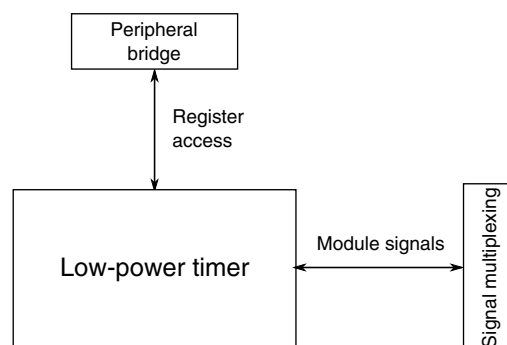 Peripheral
bridge
Register
access
Low-power timer
Module signals
Signal multiplexing